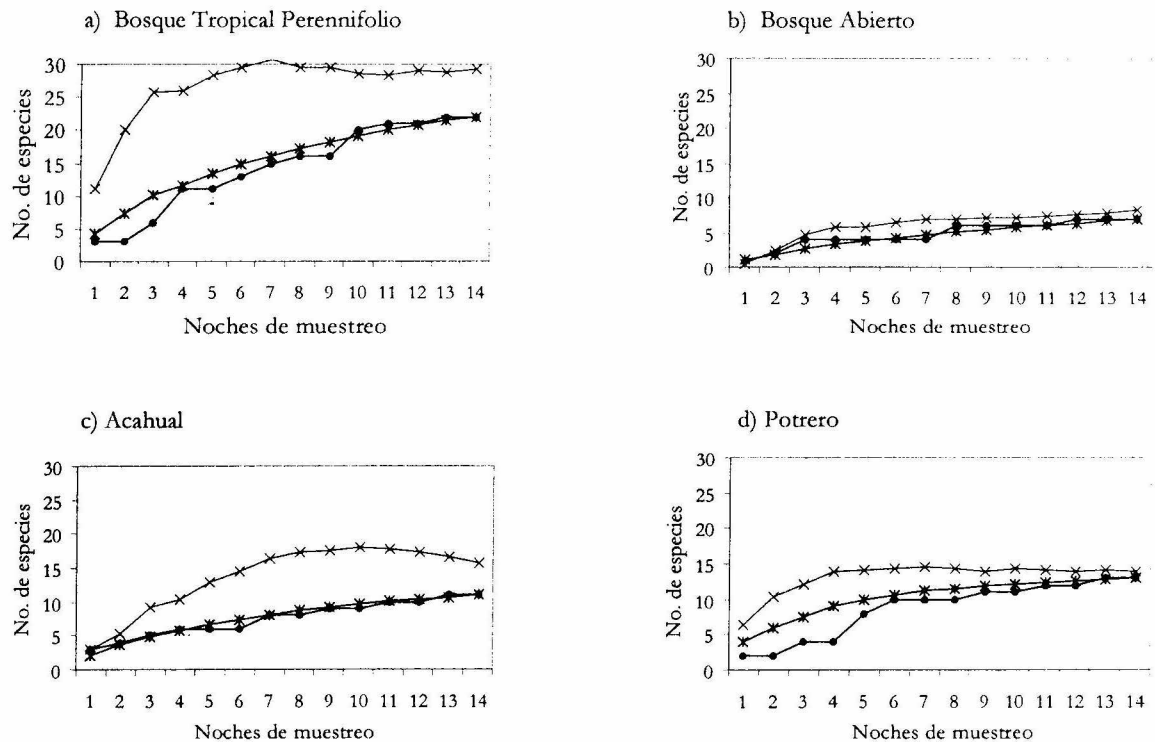 a) Bosque Tropical Perennifolio
No. de especies
30
25
20
15
10
5
0
1 2 3 4 5 6 7 8 9 10 11 12 13 14
Noches de muestreo
b) Bosque Abierto
No. de especies
30
25
20
15
10
5
0
1 2 3 4 5 6 7 8 9 10 11 12 13 14
Noches de muestreo
c) Acahual
No. de especies
30
25
20
15
10
5
0
1 2 3 4 5 6 7 8 9 10 11 12 13 14
Noches de muestreo
d) Potrero
No. de especies
30
25
20
15
10
5
0
1 2 3 4 5 6 7 8 9 10 11 12 13 14
Noches de muestreo